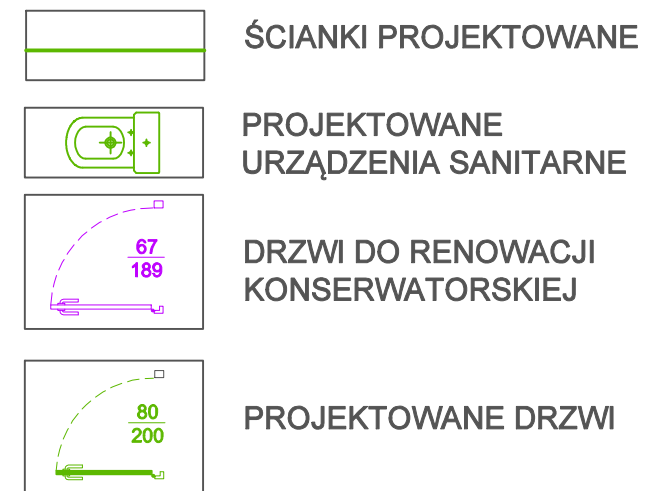 ŚCIANKI PROJEKTOWANE
PROJEKTOWANE
URZĄDZENIA SANITARNE
67
189
DRZWI DO RENOWACJI
KONSERWATORSKIEJ
80
200
PROJEKTOWANE DRZWI